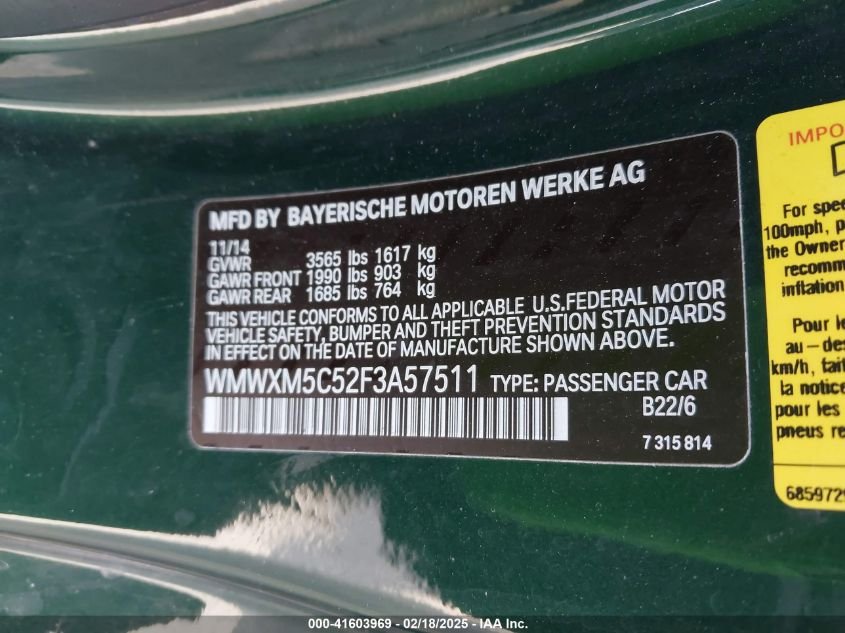 MFD BY BAYERISCHE MOTOREN WERKE AG
11/14
GVWR 3565 lbs 1617 kg
GAWR FRONT 1990 lbs 903 kg
GAWR REAR 1685 lbs 764 kg
THIS VEHICLE CONFORMS TO ALL APPLICABLE U.S.FEDERAL MOTOR
VEHICLE SAFETY, BUMPER AND THEFT PREVENTION STANDARDS
IN EFFECT ON THE DATE OF MANUFACTURE SHOWN ABOVE.
WMWXM5C52F3A57511 TYPE: PASSENGER CAR
B22/6
7 315 814
IMPO
For spee
100mph, p
the Owner
recomm
inflation
Pour le
au-des
km/h, fai
la notice
pour les
pneus re
685972
000-41603969 - 02/18/2025 - IAA Inc.